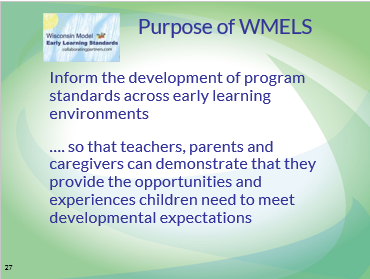 Wisconsin Model
Early Learning Standards
collaboratingpartners.com
Purpose of WMELS
Inform the development of program
standards across early learning
environments
.... so that teachers, parents and
caregivers can demonstrate that they
provide the opportunities and
experiences children need to meet
developmental expectations
27